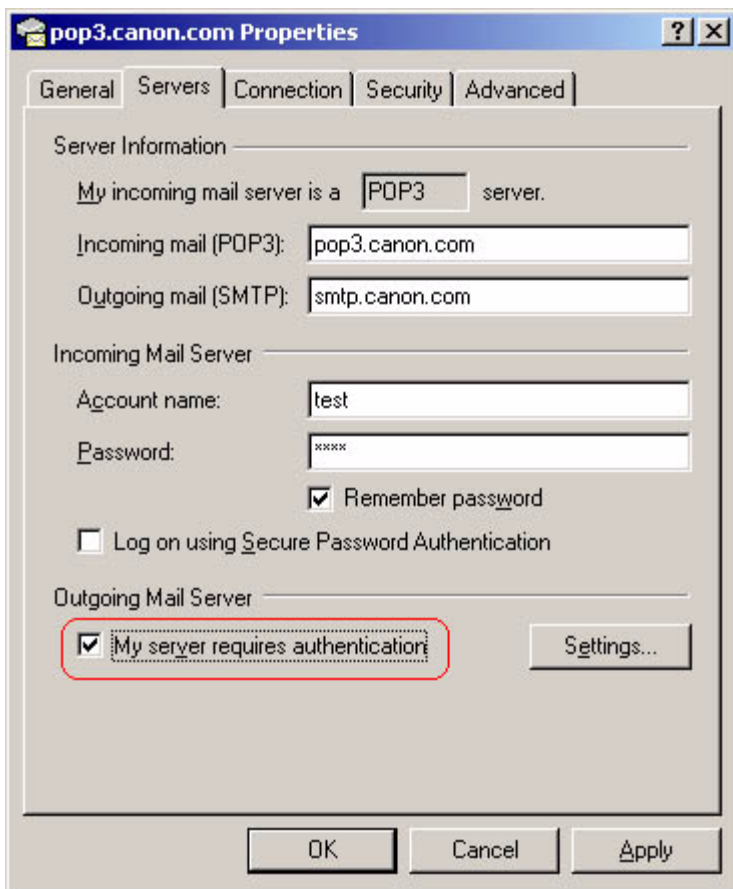 pop3.canon.com Properties
General Servers Connection Security Advanced
Server Information
My incoming mail server is a POP3 server.
Incoming mail (POP3): pop3.canon.com
Outgoing mail (SMTP): smtp.canon.com
Incoming Mail Server
Account name: test
Password: ****
Remember password
Log on using Secure Password Authentication
Outgoing Mail Server
My server requires authentication Settings...
OK Cancel Apply